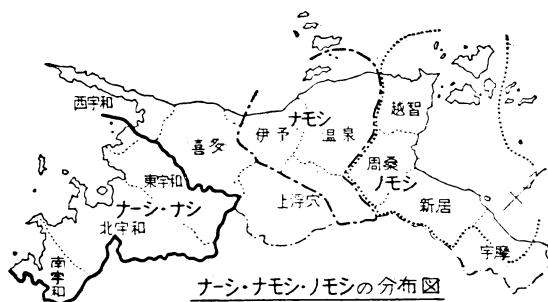 西宇和
喜多
伊予
ナモシ
温泉
越智
周桑
ノモシ
新居
宇摩
東宇和
上浮穴
ナーシ・ナシ
北宇和
南宇和
ナーシ・ナモシ・ノモシの分布図